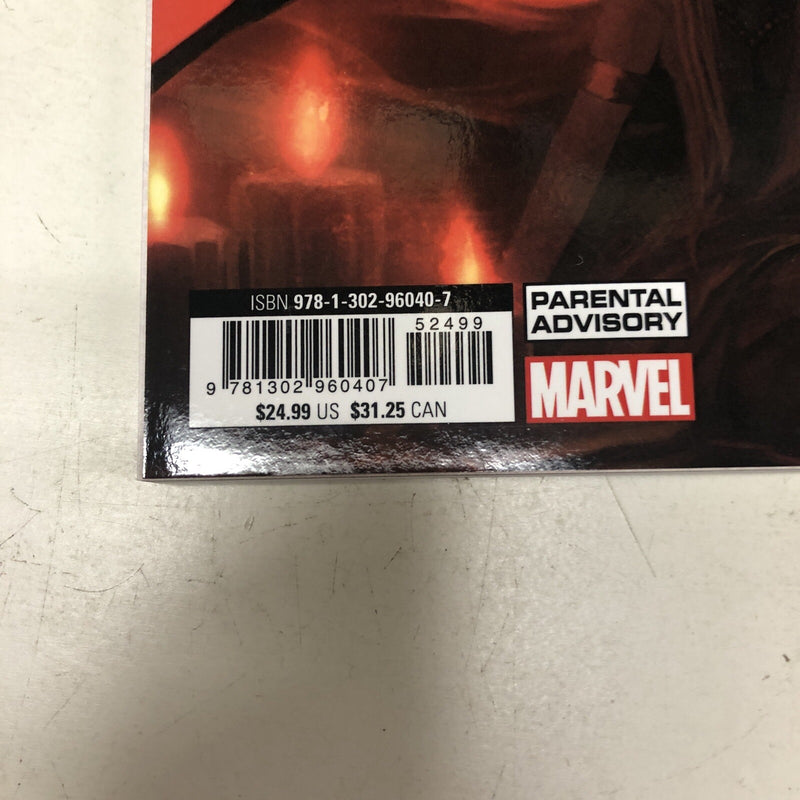 ISBN 978-1-302-96040-7
52499
9 781302 960407
$24.99 US $31.25 CAN
PARENTAL
ADVISORY
MARVEL